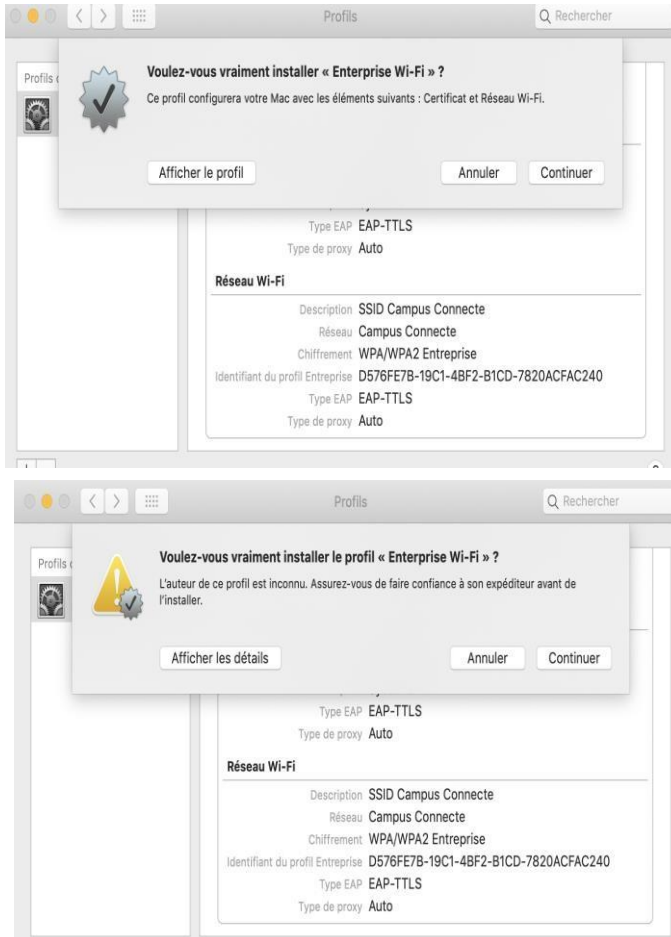 Profils
Rechercher
Profils
Voulez-vous vraiment installer « Enterprise Wi-Fi » ?
Ce profil configurera votre Mac avec les éléments suivants : Certificat et Réseau Wi-Fi.
Afficher le profil
Annuler
Continuer
Type EAP EAP-TTLS
Type de proxy Auto
Réseau Wi-Fi
Description SSID Campus Connecte
Réseau Campus Connecte
Chiffrement WPA/WPA2 Entreprise
Identifiant du profil Entreprise D576FE7B-19C1-4BF2-B1CD-7820ACFAC240
Type EAP EAP-TTLS
Type de proxy Auto
Profils
Rechercher
Profils
Voulez-vous vraiment installer le profil « Enterprise Wi-Fi » ?
L'auteur de ce profil est inconnu. Assurez-vous de faire confiance à son expéditeur avant de
l'installer.
Afficher les détails
Annuler
Continuer
Type EAP EAP-TTLS
Type de proxy Auto
Réseau Wi-Fi
Description SSID Campus Connecte
Réseau Campus Connecte
Chiffrement WPA/WPA2 Entreprise
Identifiant du profil Entreprise D576FE7B-19C1-4BF2-B1CD-7820ACFAC240
Type EAP EAP-TTLS
Type de proxy Auto